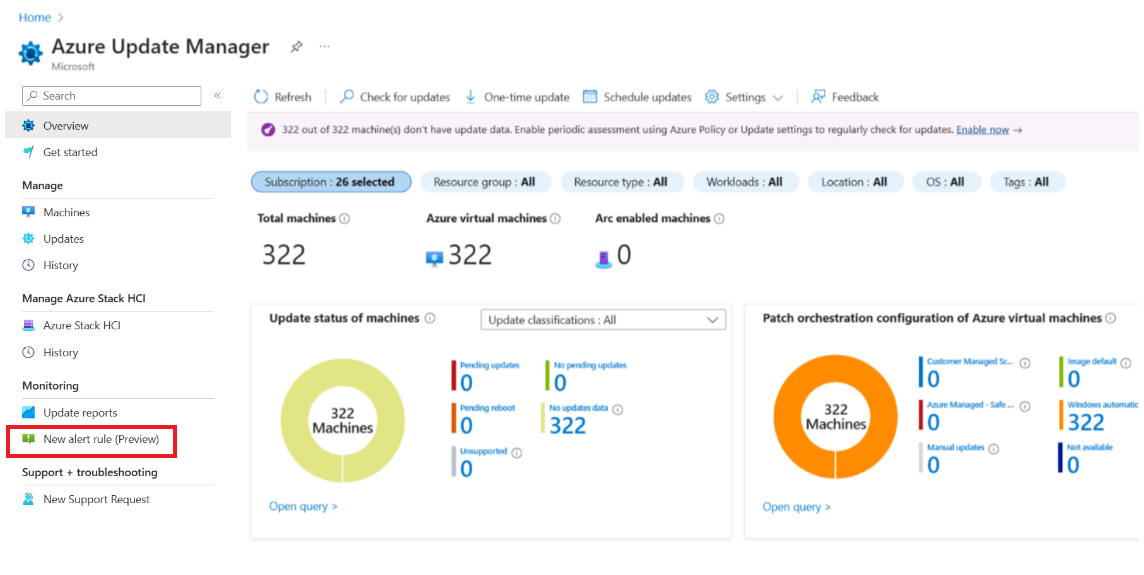 Home
Azure Update Manager
Microsoft
Search
Overview
Get started
Manage
Machines
Updates
History
Manage Azure Stack HCI
Azure Stack HCI
History
Monitoring
Update reports
New alert rule (Preview)
Support + troubleshooting
New Support Request
Refresh
Check for updates
One-time update
Schedule updates
Settings
Feedback
322 out of 322 machine(s) don't have update data. Enable periodic assessment using Azure Policy or Update settings to regularly check for updates. Enable now →
Subscription : 26 selected
Resource group : All
Resource type : All
Workloads : All
Location : All
OS : All
Tags : All
Total machines
322
Azure virtual machines
322
Arc enabled machines
0
Update status of machines
Update classifications : All
322
Machines
Pending updates
0
No pending updates
0
Pending reboot
0
No updates data
322
Unsupported
0
Open query >
Patch orchestration configuration of Azure virtual machines
322
Machines
Customer Managed Sc...
0
Image default
0
Azure Managed - Safe ...
0
Windows automatic
322
Manual updates
0
Not available
0
Open query >